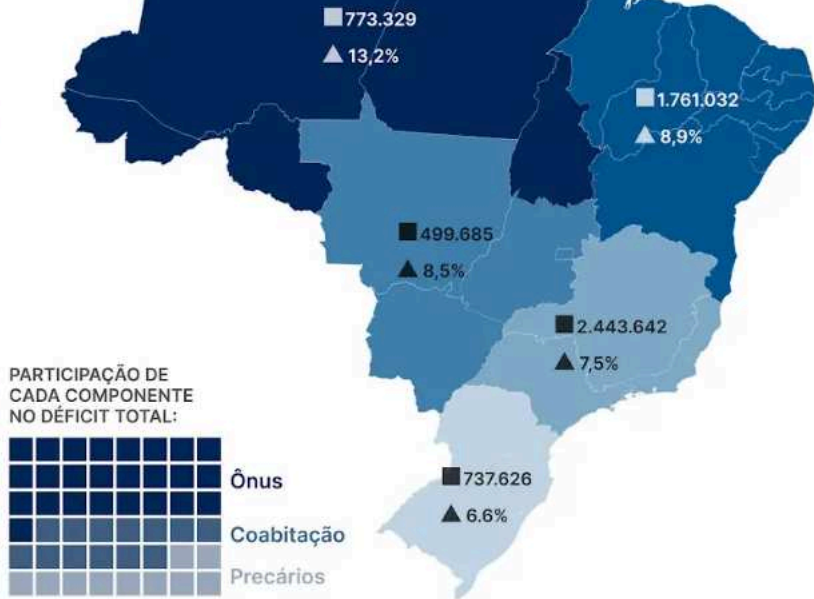 773.329
13,2%
1.761.032
8,9%
499.685
8,5%
2.443.642
7,5%
737.626
6.6%
PARTICIPAÇÃO DE
CADA COMPONENTE
NO DÉFICIT TOTAL:
Ônus
Coabitação
Precários